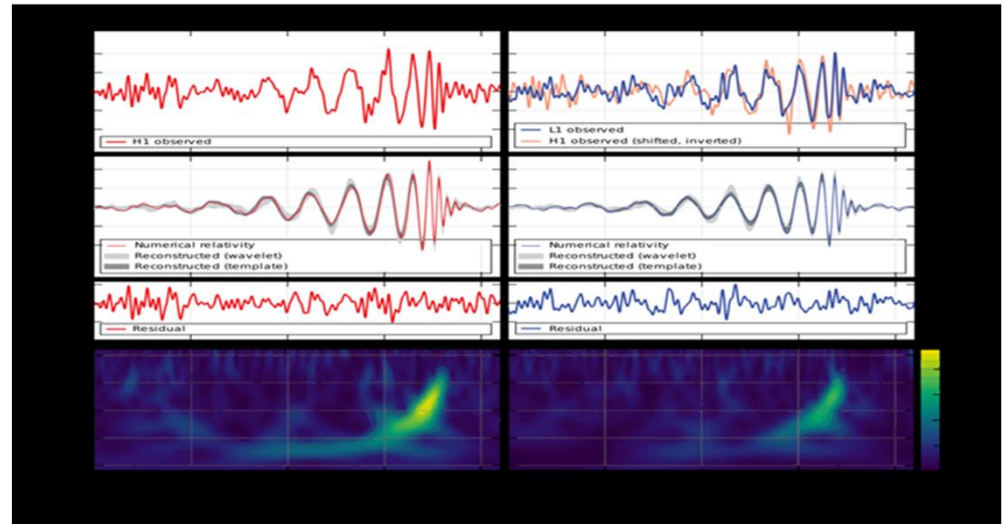 H1 observed
L1 observed
H1 observed (shifted, inverted)
Numerical relativity
Reconstructed (wavelet)
Reconstructed (template)
Numerical relativity
Reconstructed (wavelet)
Reconstructed (template)
Residual
Residual